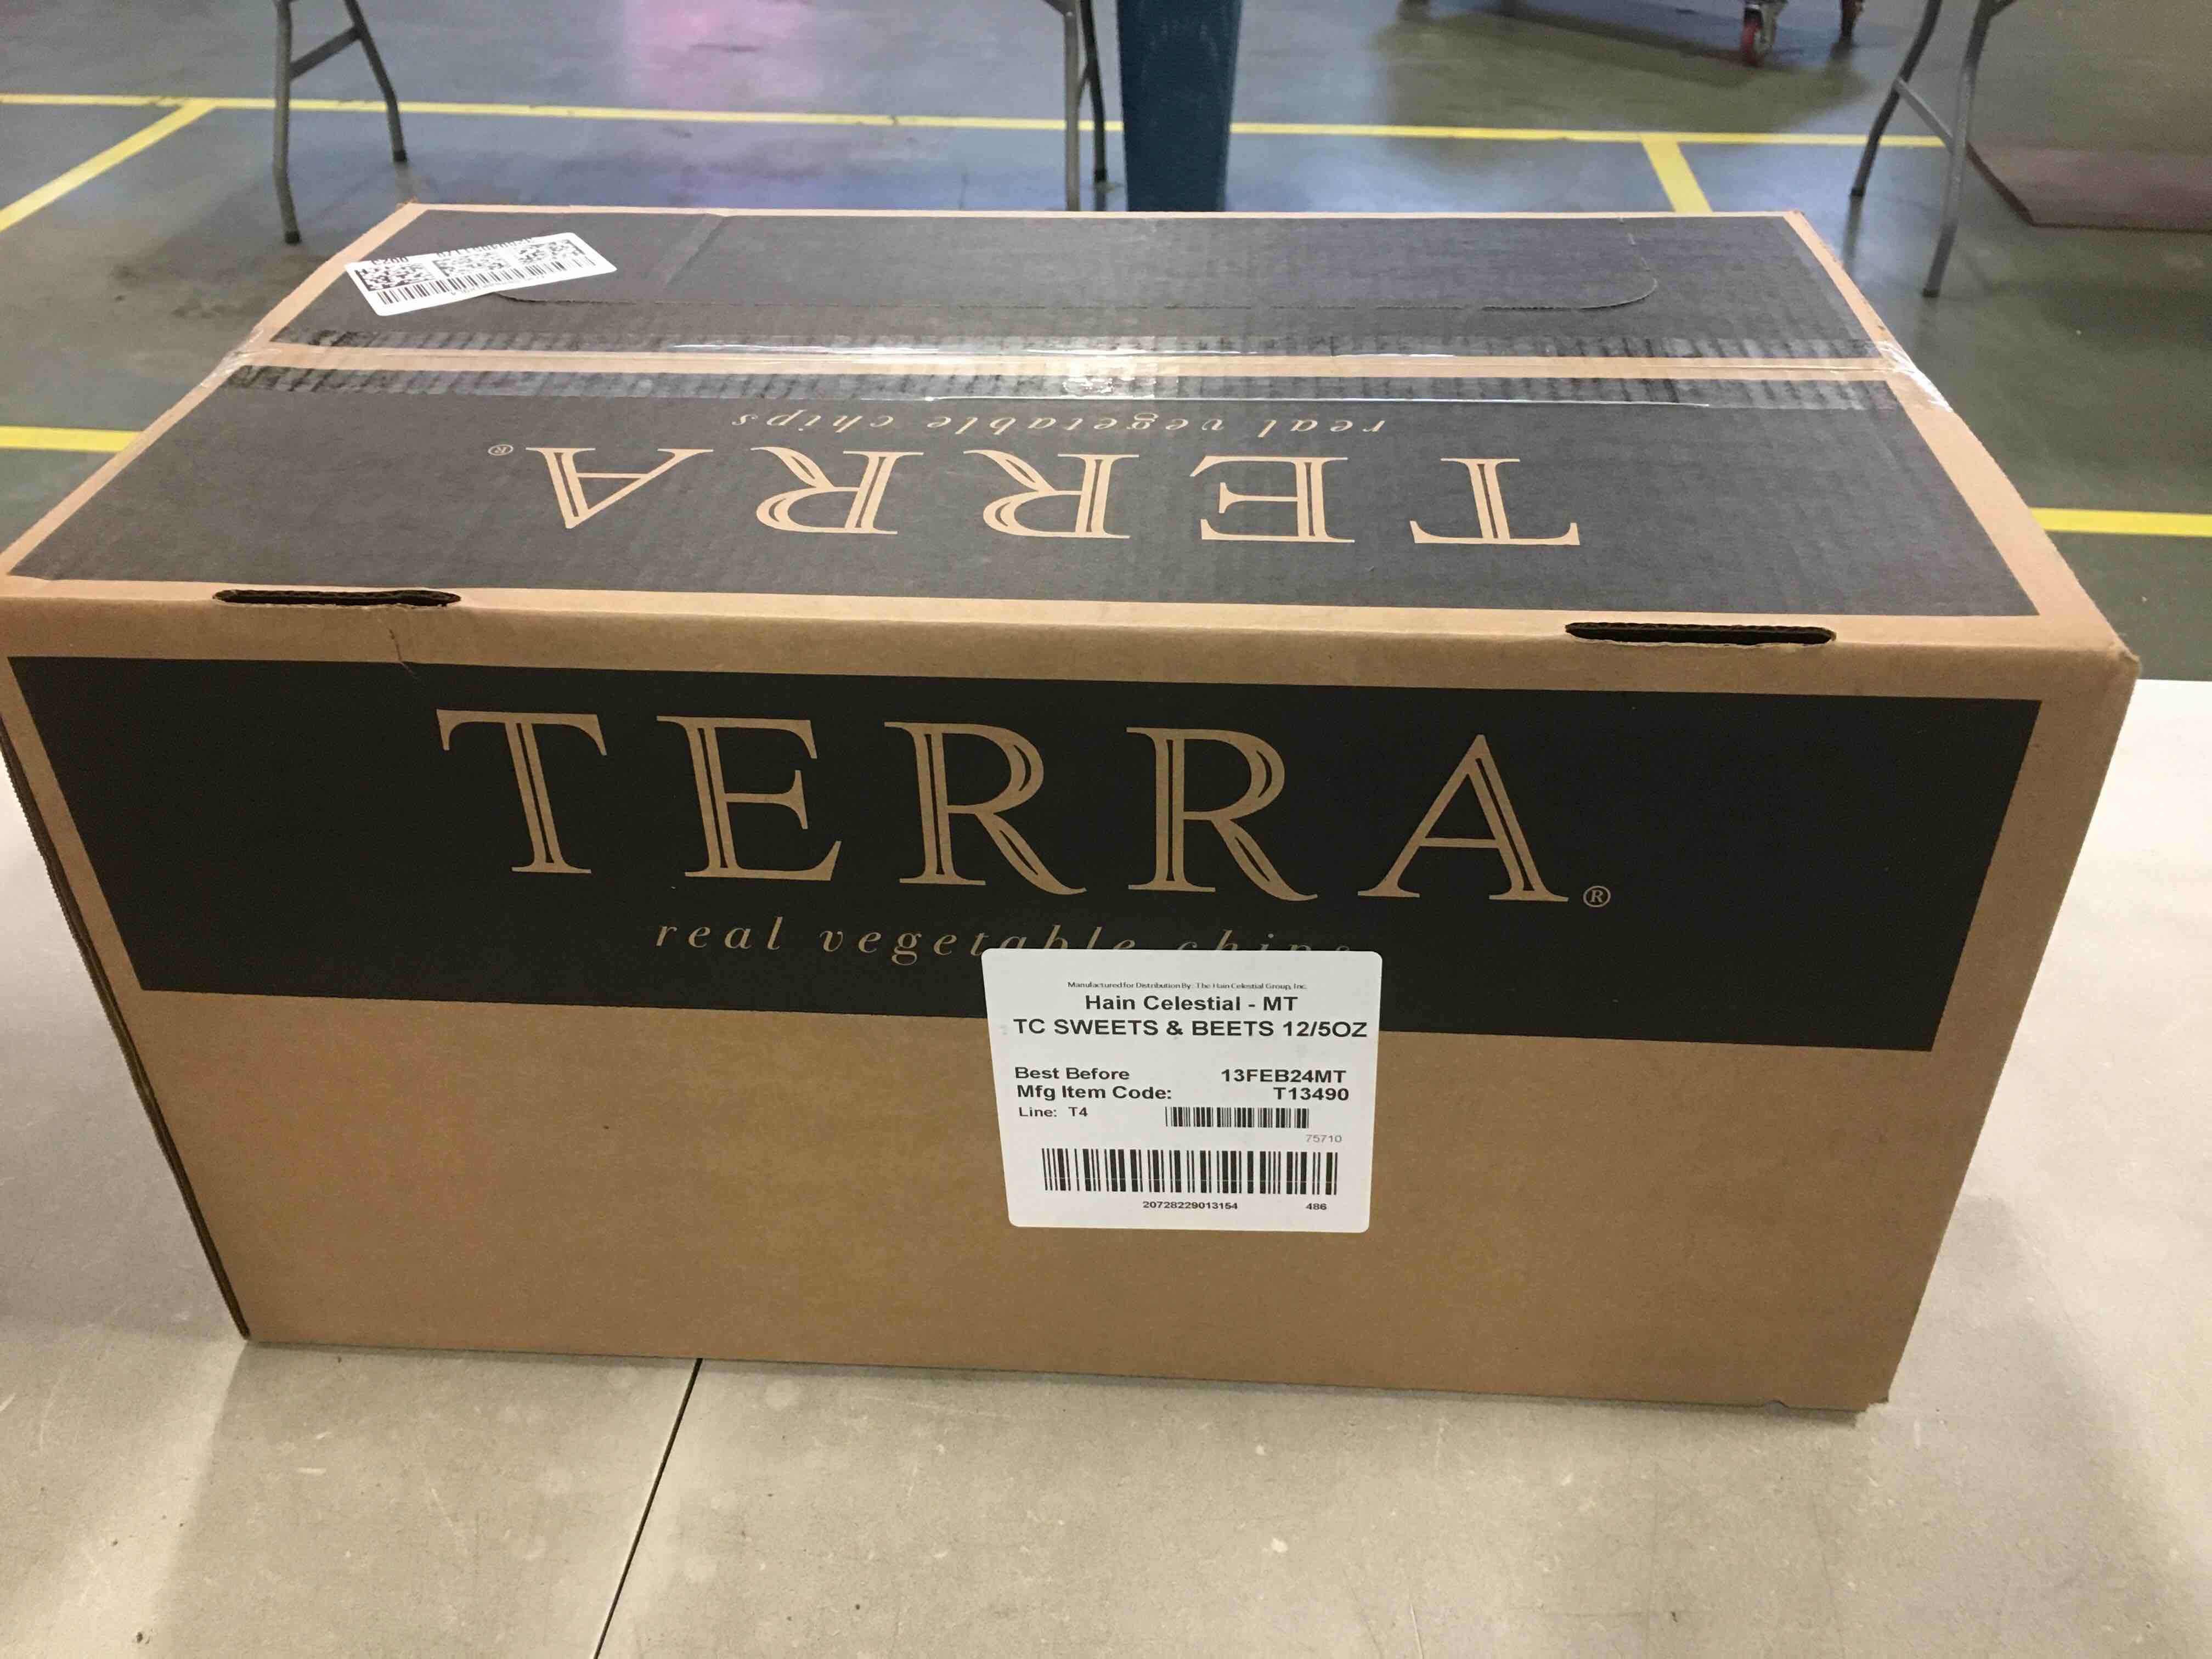 real vegetable chips
TERRA®
TERRA®
real vegetable chips
Manufactured for Distribution By: The Hain Celestial Group, Inc.
Hain Celestial - MT
TC SWEETS & BEETS 12/5OZ
Best Before 13FEB24MT
Mfg Item Code: T13490
Line: T4
75710
20728229013154 486